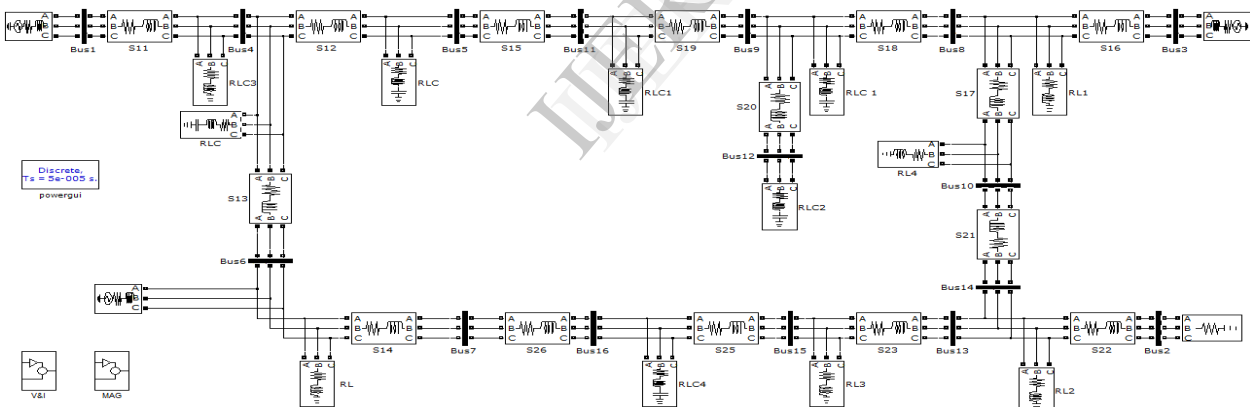 A B C A B C A B C A B C A B C A B C A B C A B C A B C A B C A B C A B C
Bus1 S11 Bus4 S12 Bus5 S15 Bus11 S19 Bus9 S18 Bus8 S16 Bus3
IJER
A B C A B C A B C A B C A B C A B C A B C
RLC3 RLC RLC1 S20 RLC 1 S17 RL1
A
B
C
RLC
A B C
Bus12
A
B
C
RL4
Discrete,
Ts = 5e-005 s.
powergui
A B C
S13
A B C
A B C
RLC2
Bus10
A B C
S21
A B C
Bus6
A
B
C
Bus14
A B C A B C A B C A B C A B C A B C A B C A B C A B C A B C A B C
S14 Bus7 S26 Bus16 S25 Bus15 S23 Bus13 S22 Bus2
A B C A B C A B C A B C
RL RLC4 RL3 RL2
V&I MAG